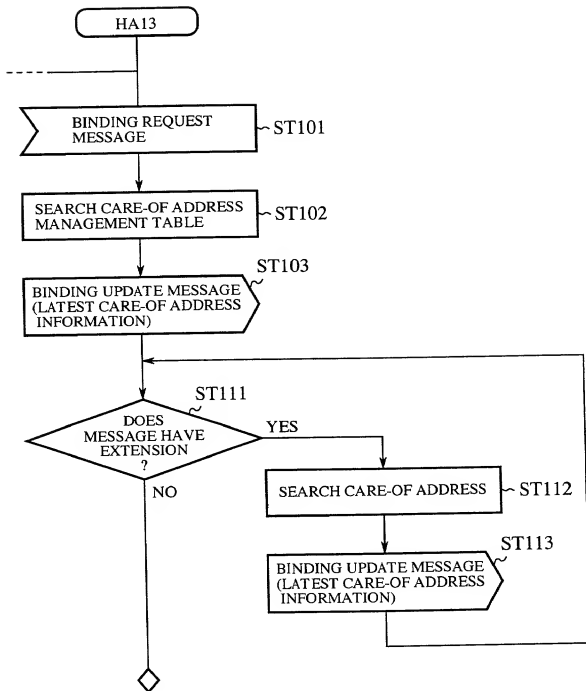 HA13
BINDING REQUEST
MESSAGE
ST101
SEARCH CARE-OF ADDRESS
MANAGEMENT TABLE
ST102
ST103
BINDING UPDATE MESSAGE
(LATEST CARE-OF ADDRESS
INFORMATION)
ST111
DOES
MESSAGE HAVE
EXTENSION
?
YES
NO
SEARCH CARE-OF ADDRESS
ST112
ST113
BINDING UPDATE MESSAGE
(LATEST CARE-OF ADDRESS
INFORMATION)